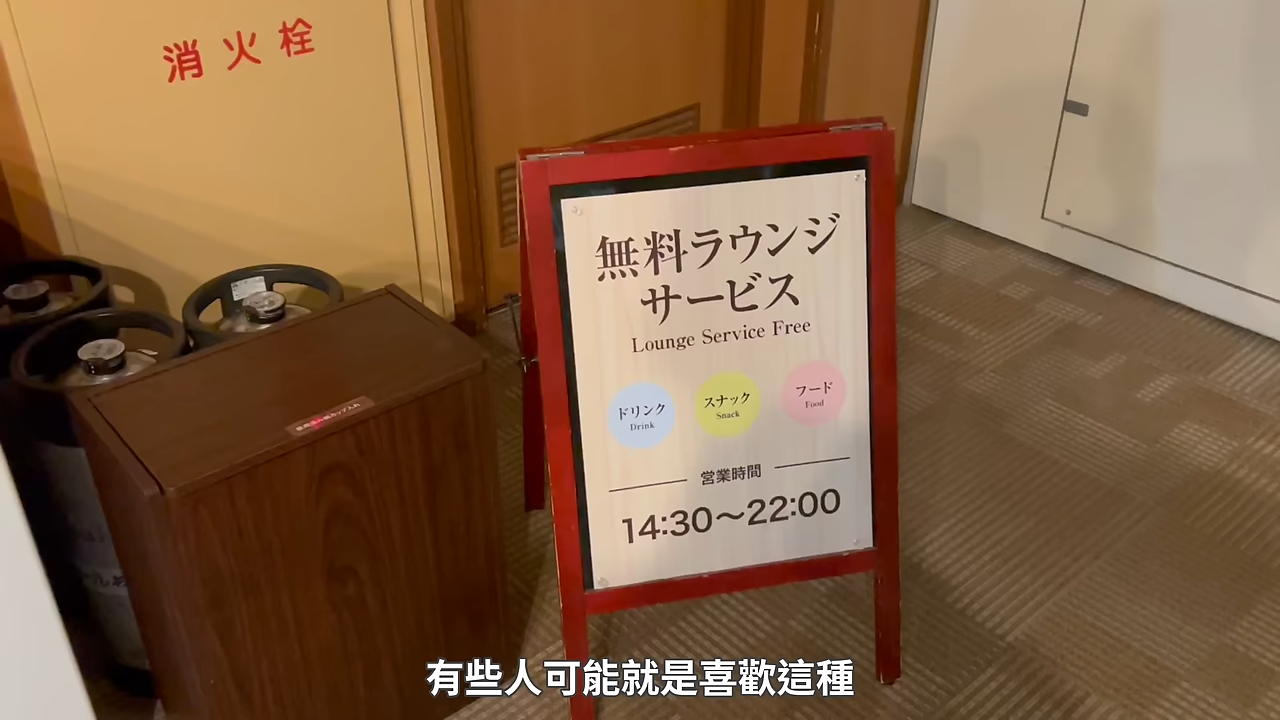 消火栓
無料ラウンジ
サービス
Lounge Service Free
ドリンク
Drink
スナック
Snack
フード
Food
営業時間
14:30～22:00
有些人可能就是喜歡這種